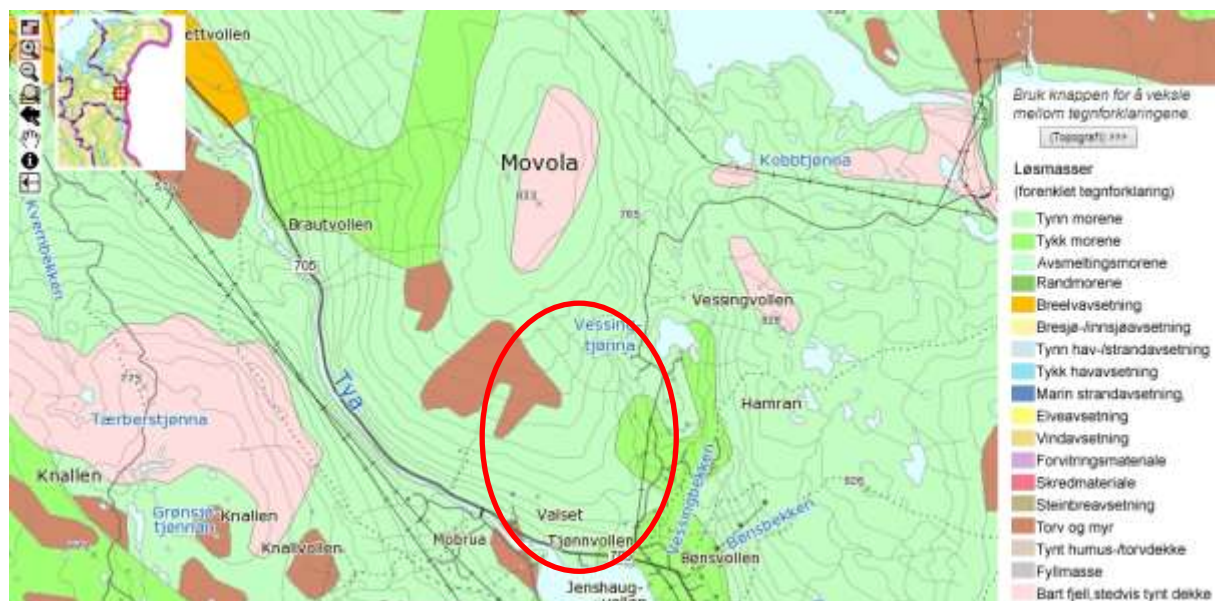 ettvollen
Movola
833
Kobbtjønna
765
Brautvollen
705
Kvernbekken
Vessingvollen
828
Vessing-
tjønna
775
Tærberstjønna
Tya
Hamran
Knallen
Grønsjø-
tjønnan
Knallen
Knallvollen
Valset
Mobrua
Tjønnvollen
Vessingbekken
Bønsbekken
Bønsvollen
Jenshaug-
vollen
Bruk knappen for å veksle
mellom tegnforklaringene.
(Topografi) >>>
Løsmasser
(forenklet tegnforklaring)
Tynn morene
Tykk morene
Avsmeltingsmorene
Randmorene
Breelvavsetning
Bresjø-/innsjøavsetning
Tynn hav-/strandavsetning
Tykk havavsetning
Marin strandavsetning.
Elveavsetning
Vindavsetning
Forvitringsmateriale
Skredmateriale
Steinbreavsetning
Torv og myr
Tynt humus-/torvdekke
Fyllmasse
Bart fjell,stedvis tynt dekke